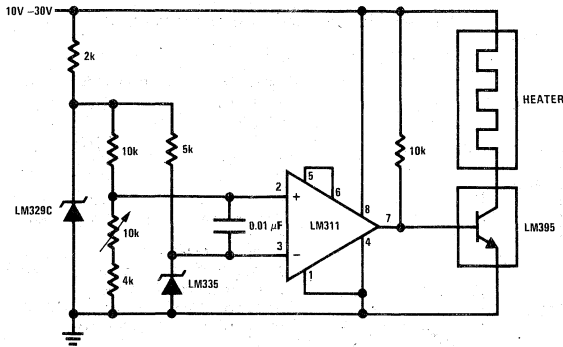 10V –30V
2k
10k
5k
10k
HEATER
LM329C
10k
4k
0.01 µF
LM335
2
3
+
–
5
6
LM311
1
8
7
4
LM395